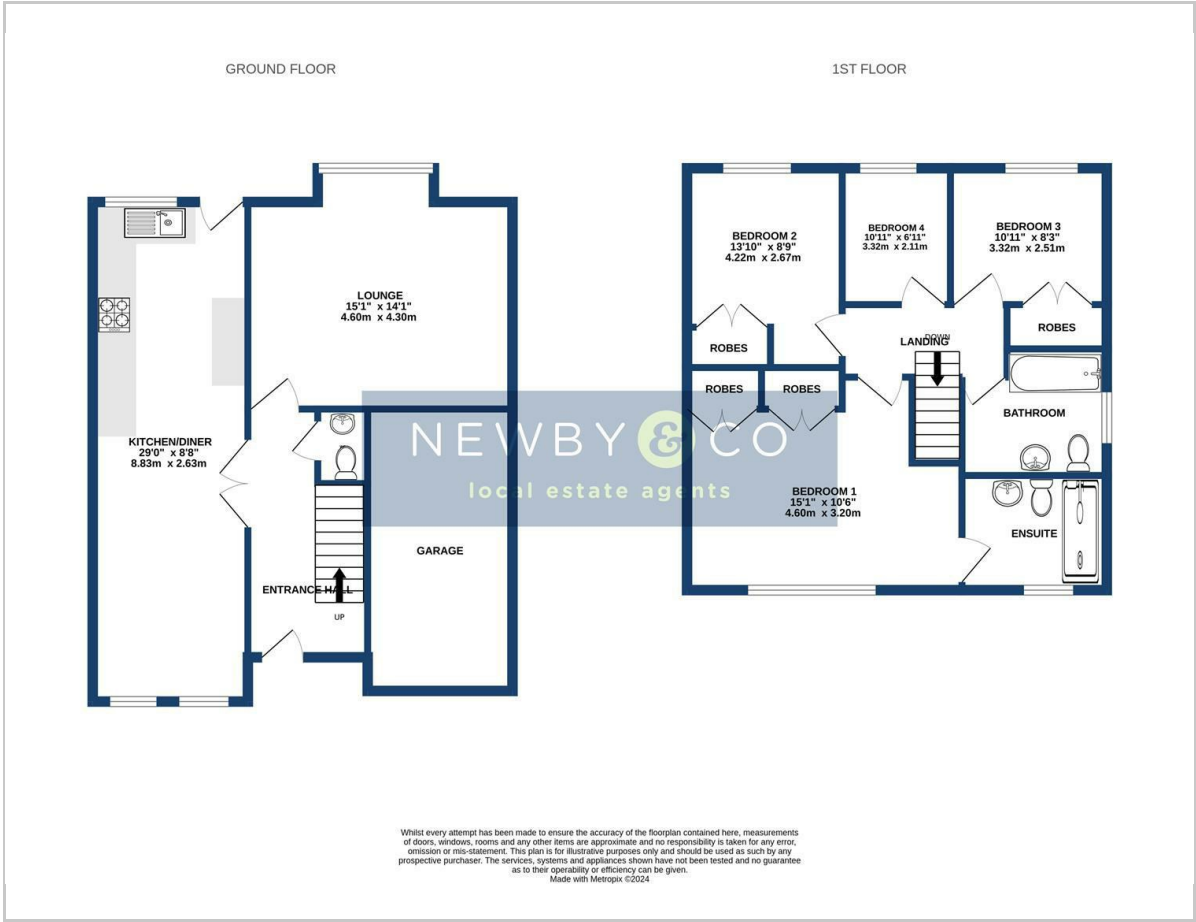 GROUND FLOOR
1ST FLOOR
LOUNGE
15'1" x 14'1"
4.60m x 4.30m
KITCHEN/DINER
29'0" x 8'8"
8.83m x 2.63m
GARAGE
ENTRANCE HALL
UP
BEDROOM 2
13'10" x 8'9"
4.22m x 2.67m
BEDROOM 4
10'11" x 6'11"
3.32m x 2.11m
BEDROOM 3
10'11" x 8'3"
3.32m x 2.51m
ROBES
ROBES
DOWN
LANDING
ROBES
ROBES
BATHROOM
BEDROOM 1
15'1" x 10'6"
4.60m x 3.20m
ENSUITE
NEWBY & CO
local estate agents
Whilst every attempt has been made to ensure the accuracy of the floorplan contained here, measurements
of doors, windows, rooms and any other items are approximate and no responsibility is taken for any error,
omission or mis-statement. This plan is for illustrative purposes only and should be used as such by any
prospective purchaser. The services, systems and appliances shown have not been tested and no guarantee
as to their operability or efficiency can be given.
Made with Metropix ©2024